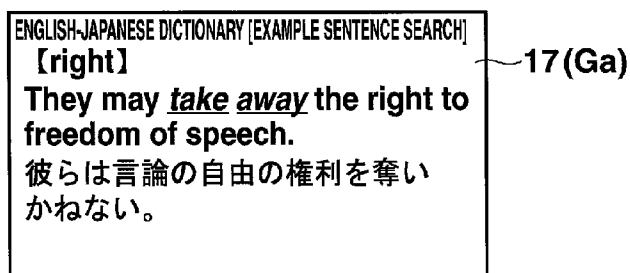 ENGLISH-JAPANESE DICTIONARY [EXAMPLE SENTENCE SEARCH]
【right】
17(Ga)
They may take away the right to
freedom of speech.
彼らは言論の自由の権利を奪い
かねない。